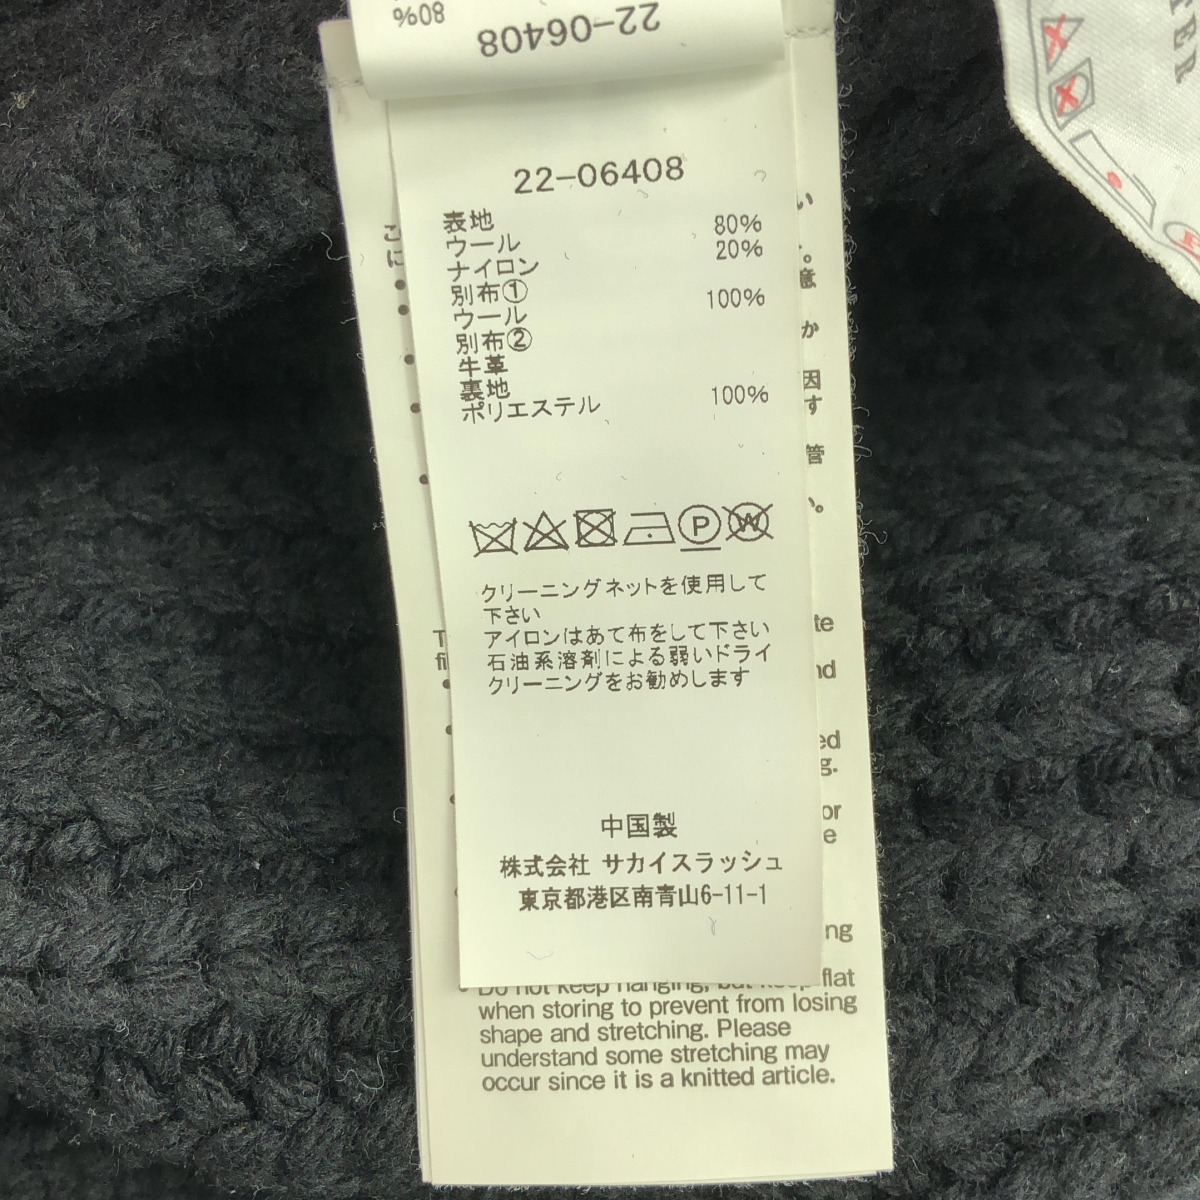 80%
22-06408
22-06408
表地
ウール 80%
ナイロン 20%
別布①
ウール 100%
別布②
牛革
裏地
ポリエステル 100%
P W
クリーニングネットを使用して
下さい
アイロンはあて布をして下さい
石油系溶剤による弱いドライ
クリーニングをお勧めします
中国製
株式会社 サカイスラッシュ
東京都港区南青山6-11-1
Do not keep hanging, but keep flat
when storing to prevent from losing
shape and stretching. Please
understand some stretching may
occur since it is a knitted article.